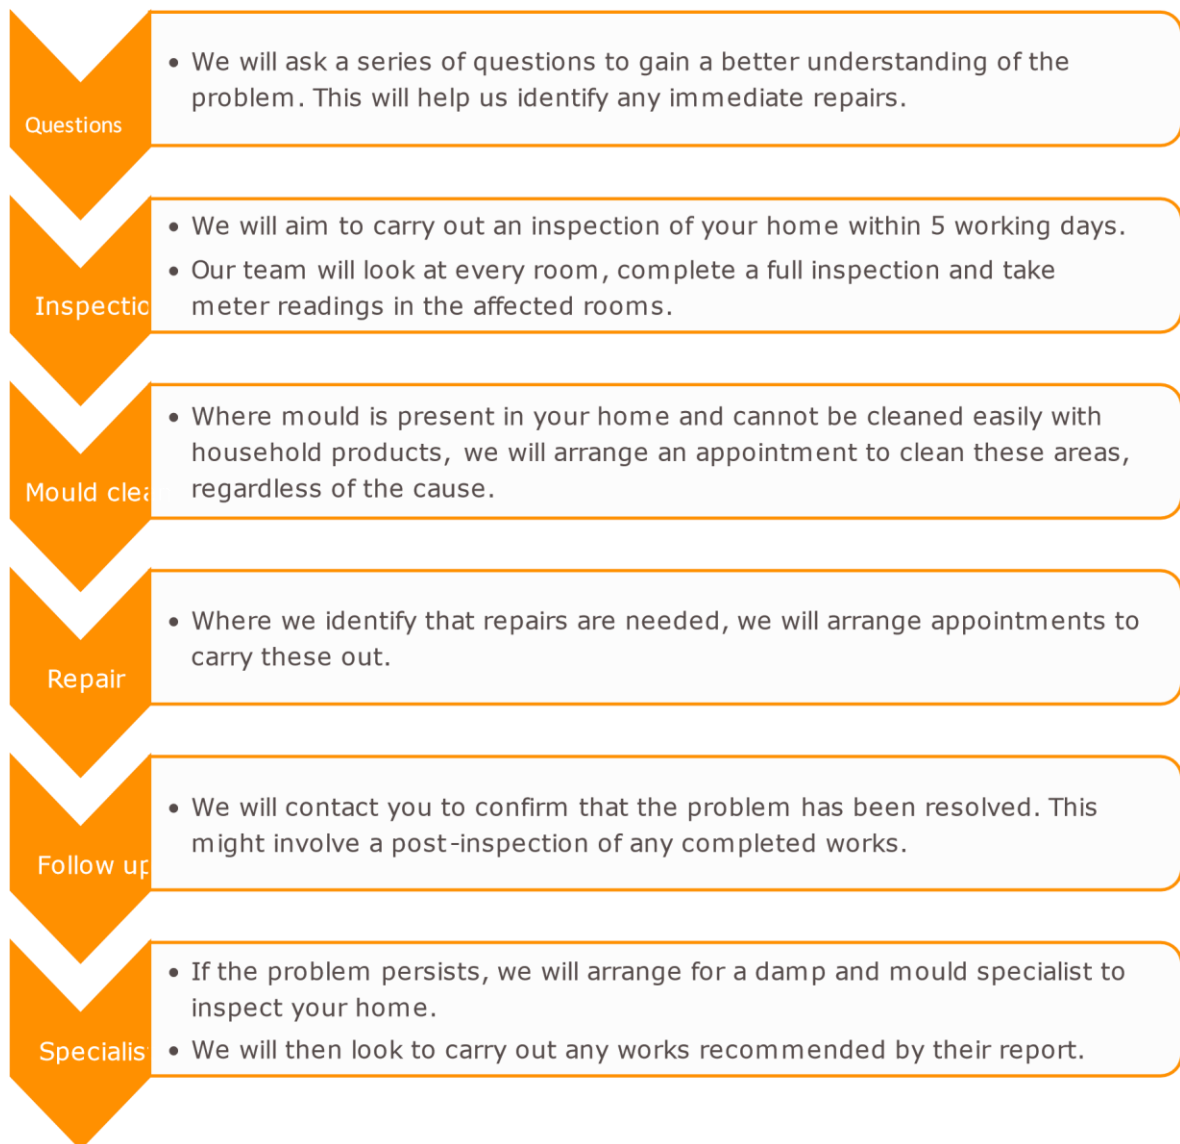 Questions
• We will ask a series of questions to gain a better understanding of the
problem. This will help us identify any immediate repairs.
Inspectio
• We will aim to carry out an inspection of your home within 5 working days.
• Our team will look at every room, complete a full inspection and take
meter readings in the affected rooms.
Mould clea
• Where mould is present in your home and cannot be cleaned easily with
household products, we will arrange an appointment to clean these areas,
regardless of the cause.
Repair
• Where we identify that repairs are needed, we will arrange appointments to
carry these out.
Follow up
• We will contact you to confirm that the problem has been resolved. This
might involve a post-inspection of any completed works.
Specialis
• If the problem persists, we will arrange for a damp and mould specialist to
inspect your home.
• We will then look to carry out any works recommended by their report.